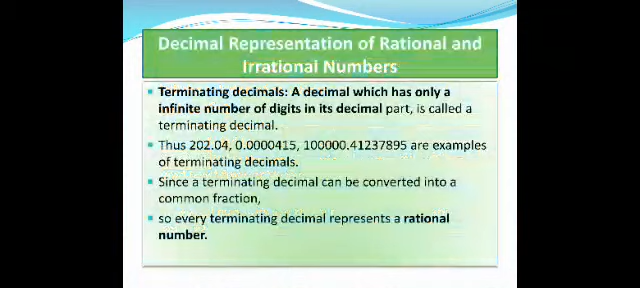 Decimal Representation of Rational and
Irrational Numbers
Terminating decimals: A decimal which has only a
infinite number of digits in its decimal part, is called a
terminating decimal.
Thus 202.04, 0.0000415, 100000.41237895 are examples
of terminating decimals.
Since a terminating decimal can be converted into a
common fraction,
so every terminating decimal represents a rational
number.